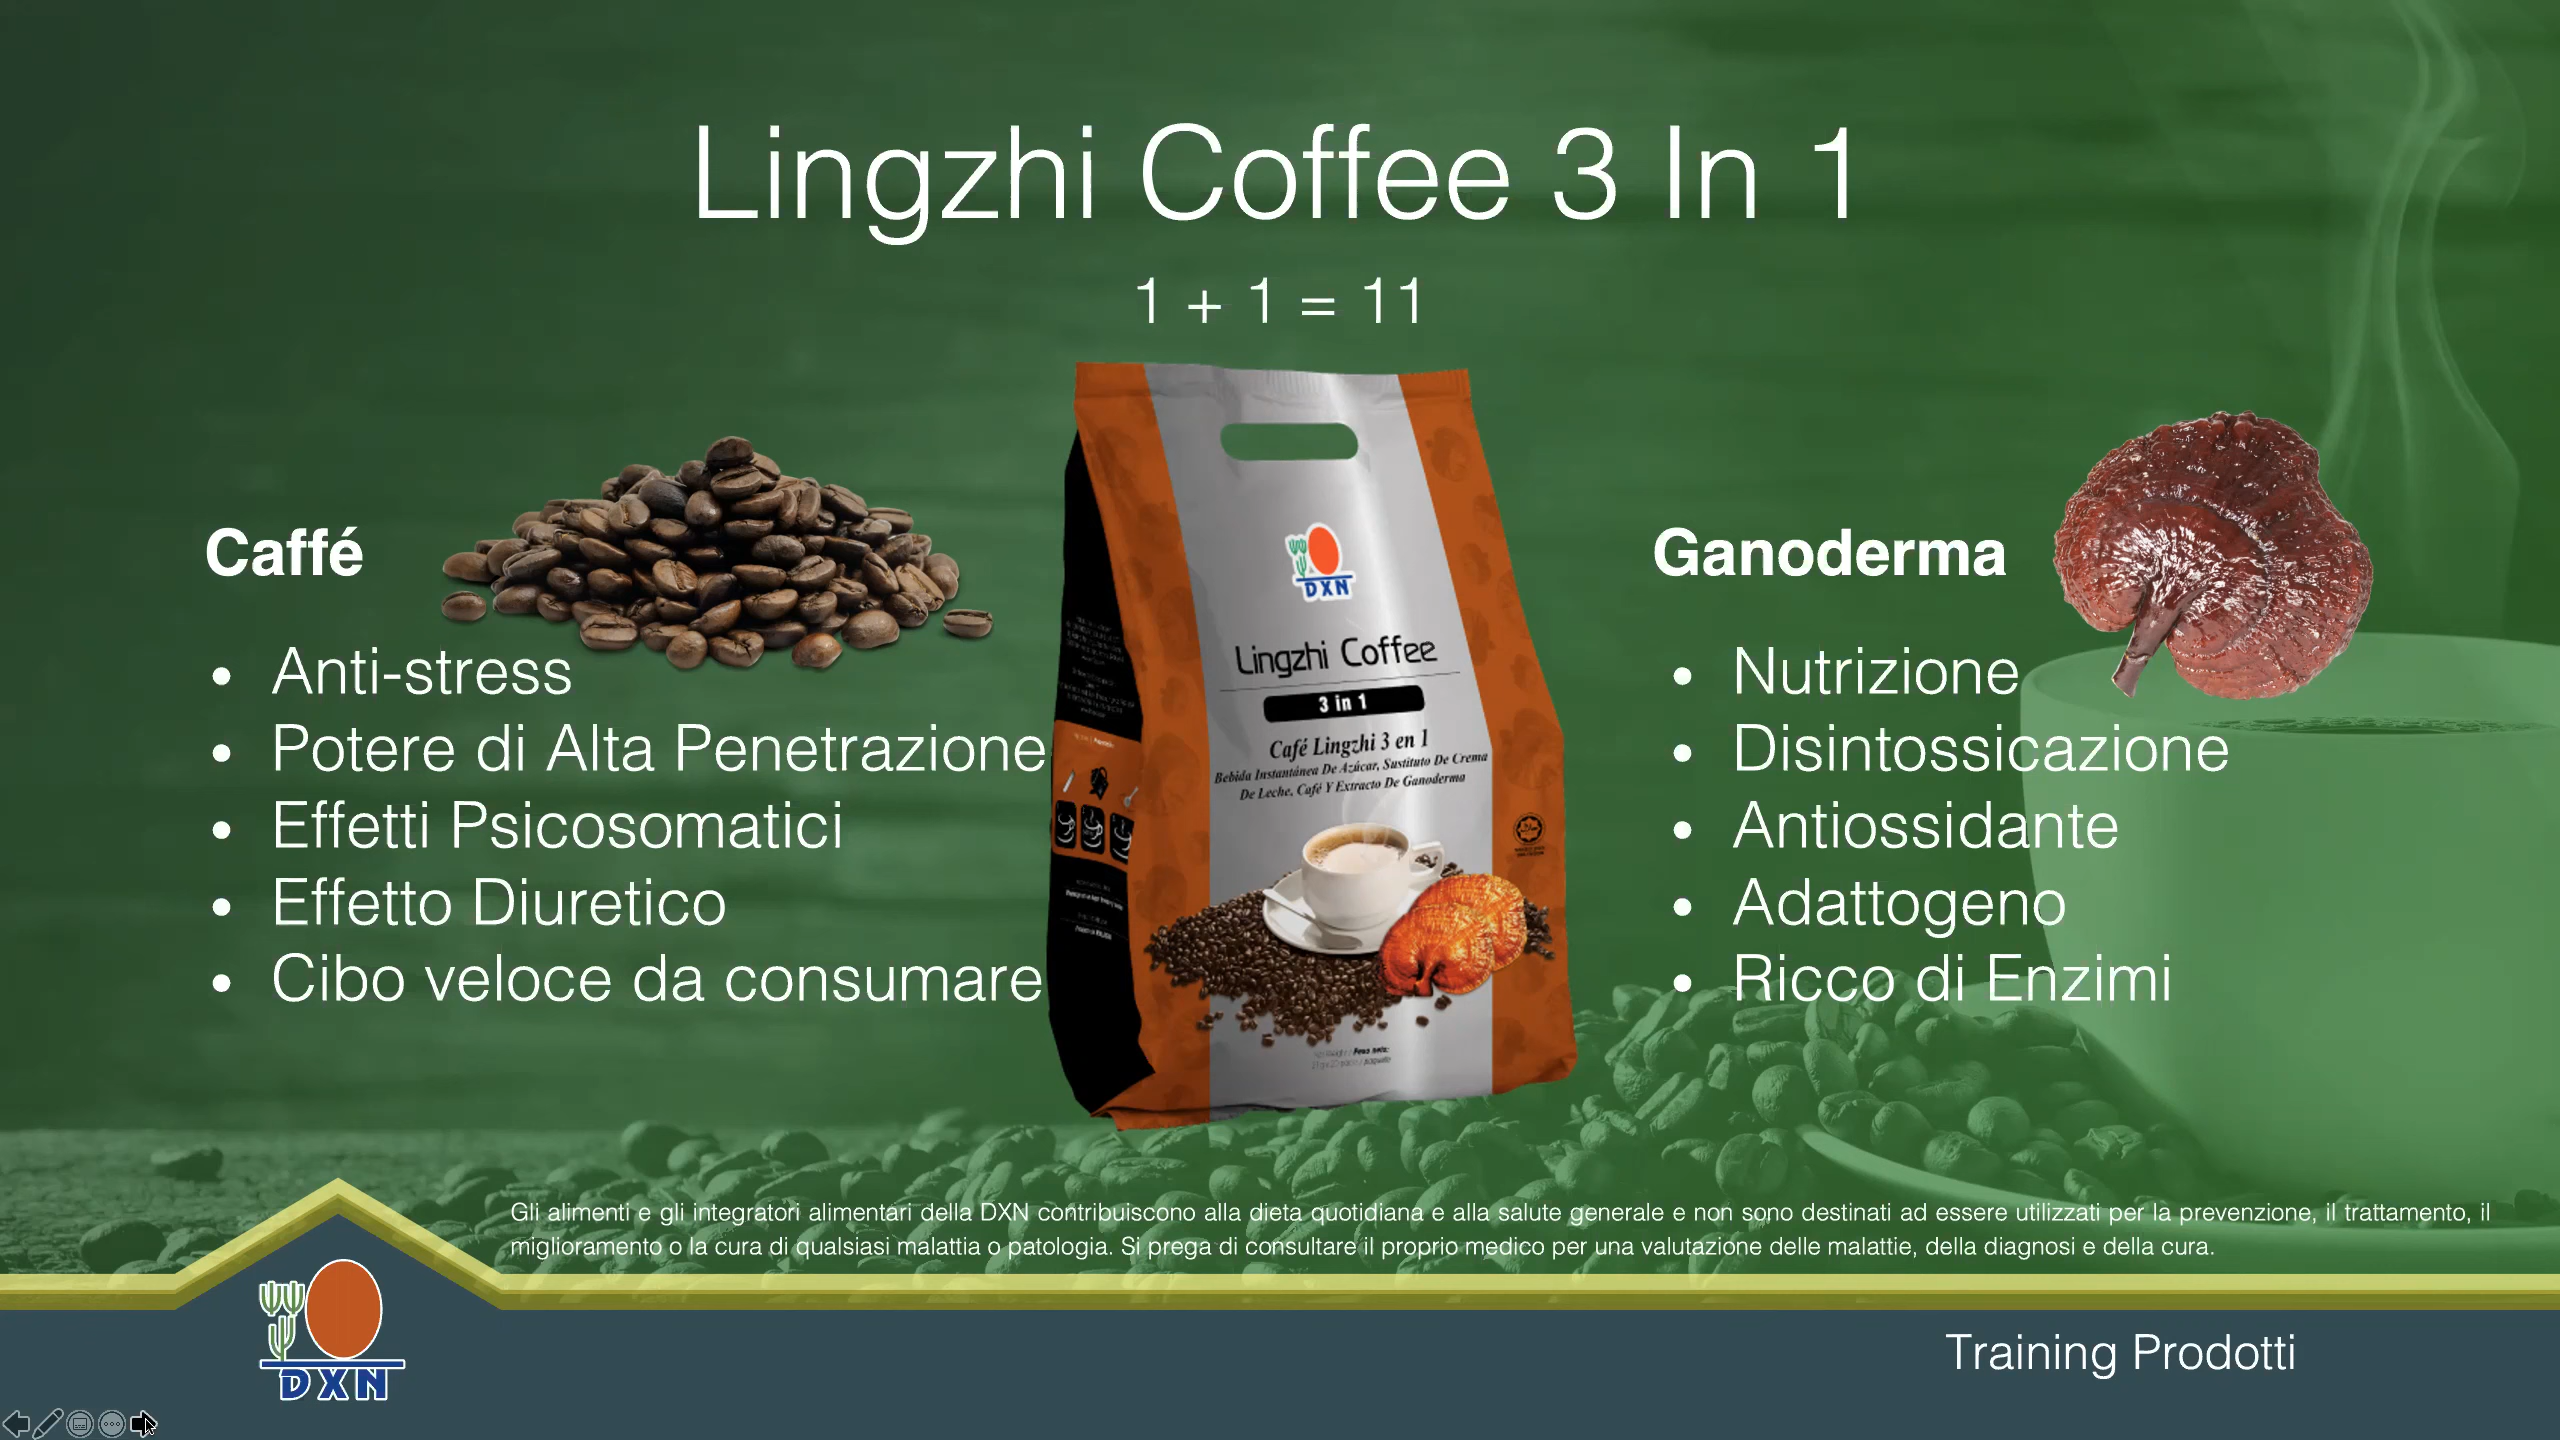 Lingzhi Coffee 3 In 1
1 + 1 = 11
Caffé
• Anti-stress
• Potere di Alta Penetrazione
• Effetti Psicosomatici
• Effetto Diuretico
• Cibo veloce da consumare
DXN
Lingzhi Coffee
3 in 1
Café Lingzhi 3 en 1
Bebida Instantánea De Azúcar, Sustituto De Crema
De Leche, Café Y Extracto De Ganoderma
Ganoderma
• Nutrizione
• Disintossicazione
• Antiossidante
• Adattogeno
• Ricco di Enzimi
Gli alimenti e gli integratori alimentari della DXN contribuiscono alla dieta quotidiana e alla salute generale e non sono destinati ad essere utilizzati per la prevenzione, il trattamento, il
miglioramento o la cura di qualsiasi malattia o patologia. Si prega di consultare il proprio medico per una valutazione delle malattie, della diagnosi e della cura.
DXN
Training Prodotti